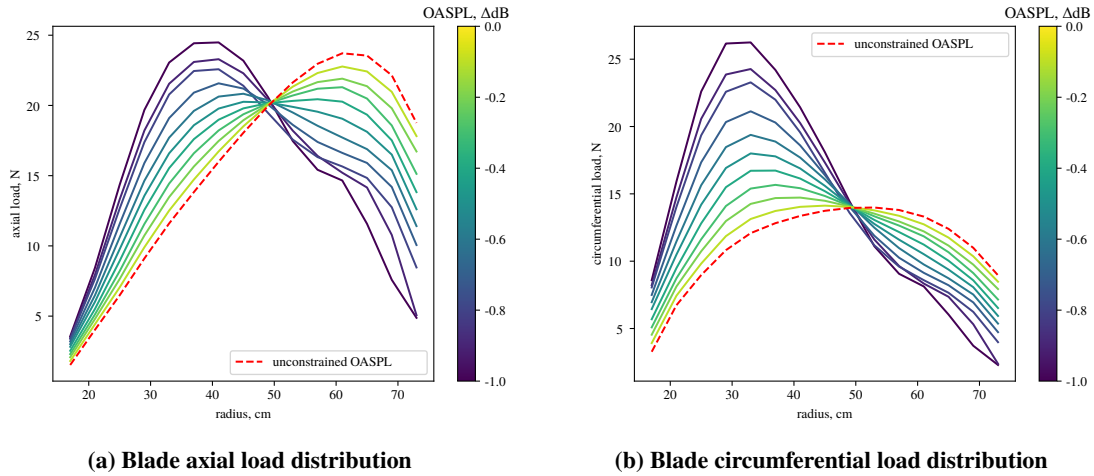 OASPL, ΔdB
OASPL, ΔdB
axial load, N
25
20
15
10
5
unconstrained OASPL
20 30 40 50 60 70
radius, cm
0.0
-0.2
-0.4
-0.6
-0.8
-1.0
circumferential load, N
25
20
15
10
5
unconstrained OASPL
20 30 40 50 60 70
radius, cm
0.0
-0.2
-0.4
-0.6
-0.8
-1.0
(a) Blade axial load distribution
(b) Blade circumferential load distribution